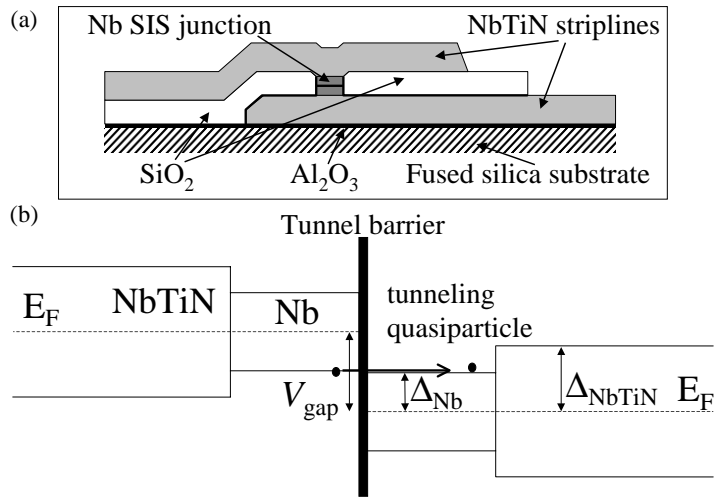 (a)
Nb SIS junction
NbTiN striplines
SiO₂
Al₂O₃
Fused silica substrate
(b)
Tunnel barrier
E_F
NbTiN
Nb
tunneling
quasiparticle
V_gap
Δ_Nb
Δ_NbTiN
E_F